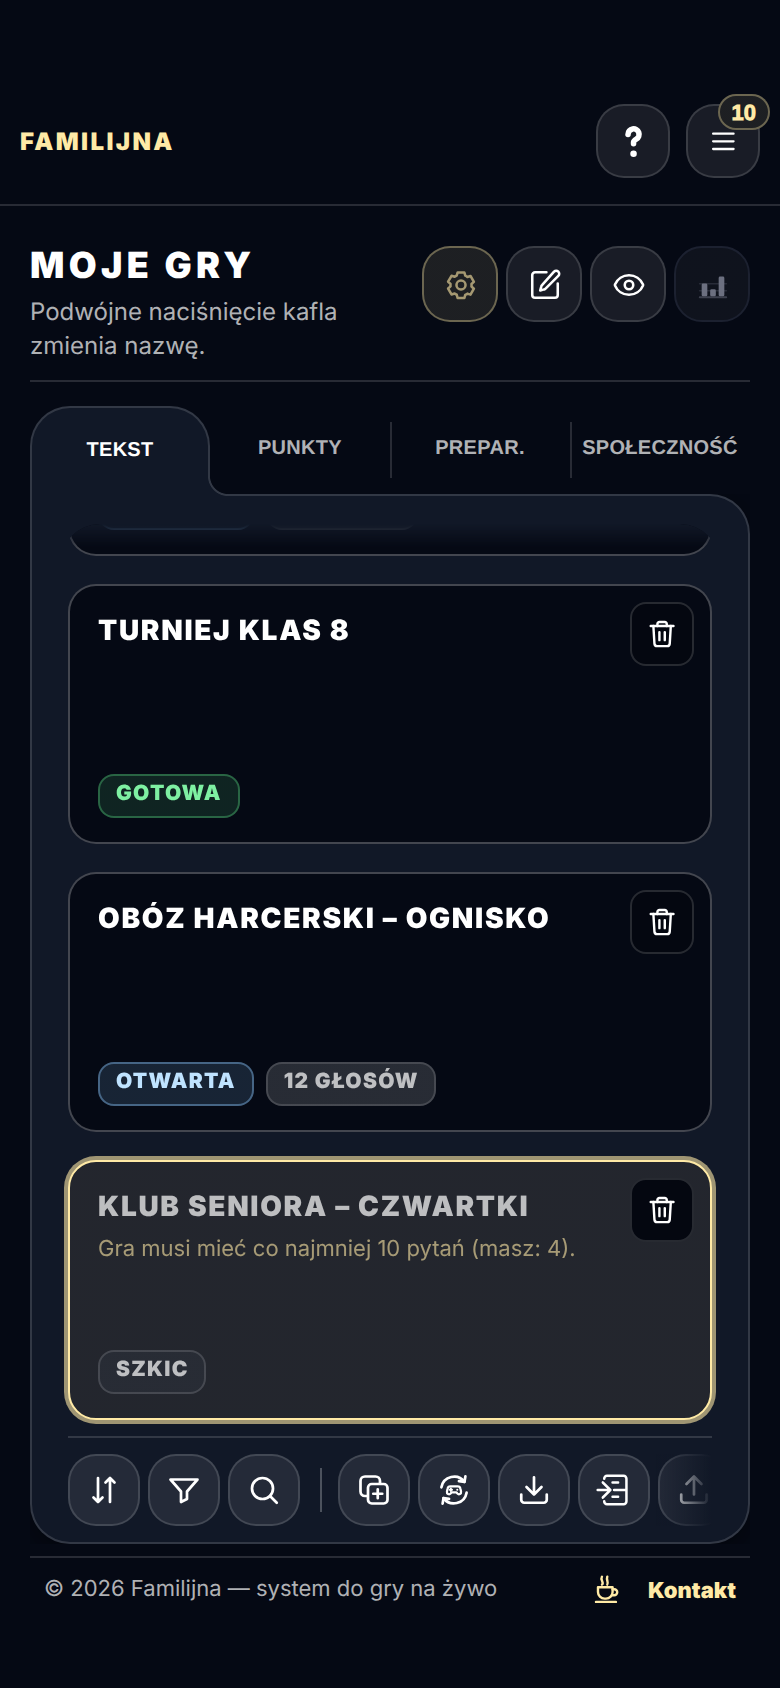 FAMILIJNA
?
10
MOJE GRY
Podwójne naciśnięcie kafla
zmienia nazwę.
TEKST
PUNKTY
PREPAR.
SPOŁECZNOŚĆ
TURNIEJ KLAS 8
GOTOWA
OBÓZ HARCERSKI – OGNISKO
OTWARTA
12 GŁOSÓW
KLUB SENIORA – CZWARTKI
Gra musi mieć co najmniej 10 pytań (masz: 4).
SZKIC
© 2026 Familijna — system do gry na żywo
Kontakt